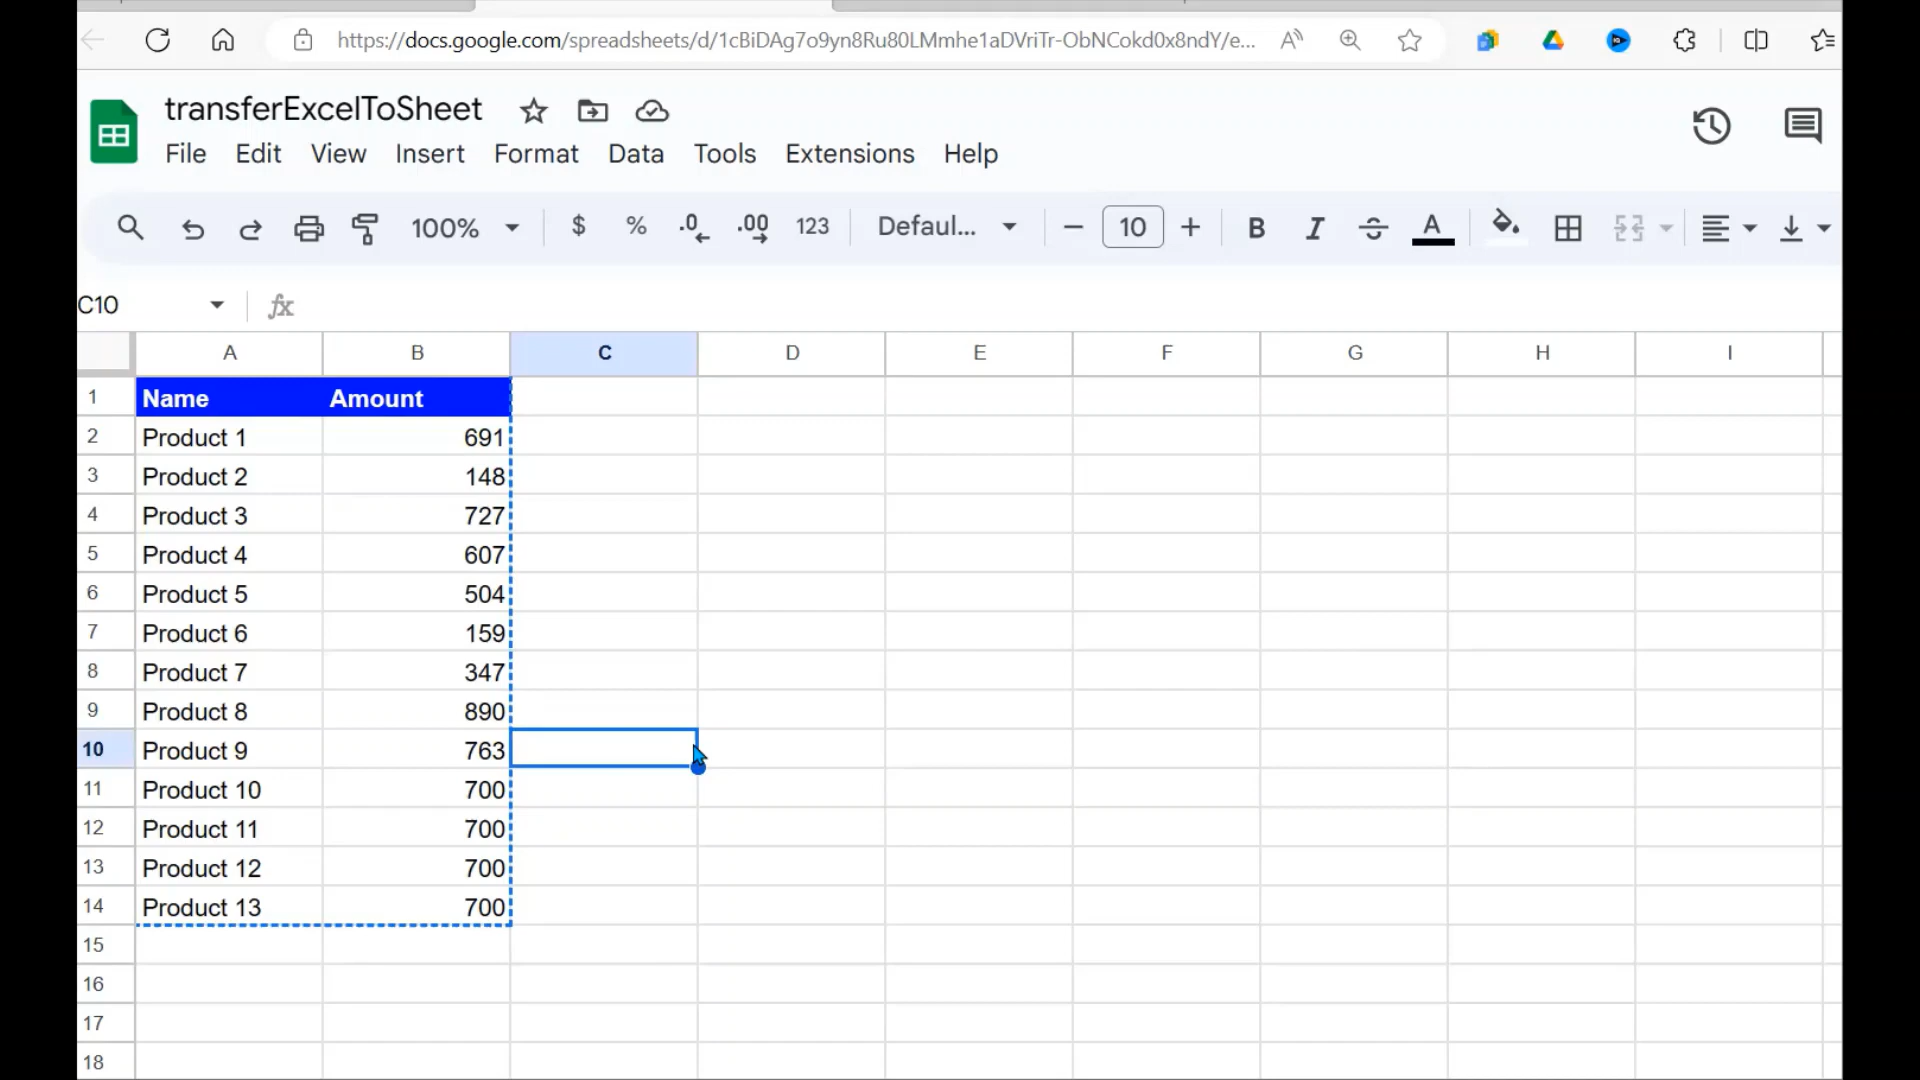 https://docs.google.com/spreadsheets/d/1cBiDAg7o9yn8Ru80LMmhe1aDVriTr-ObNCokd0x8ndY/e...
transferExcelToSheet
File Edit View Insert Format Data Tools Extensions Help
100% $ % .0 .00 123 Defaul... 10 B I S A
C10 fx
A B C D E F G H I
1 Name Amount
2 Product 1 691
3 Product 2 148
4 Product 3 727
5 Product 4 607
6 Product 5 504
7 Product 6 159
8 Product 7 347
9 Product 8 890
10 Product 9 763
11 Product 10 700
12 Product 11 700
13 Product 12 700
14 Product 13 700
15
16
17
18